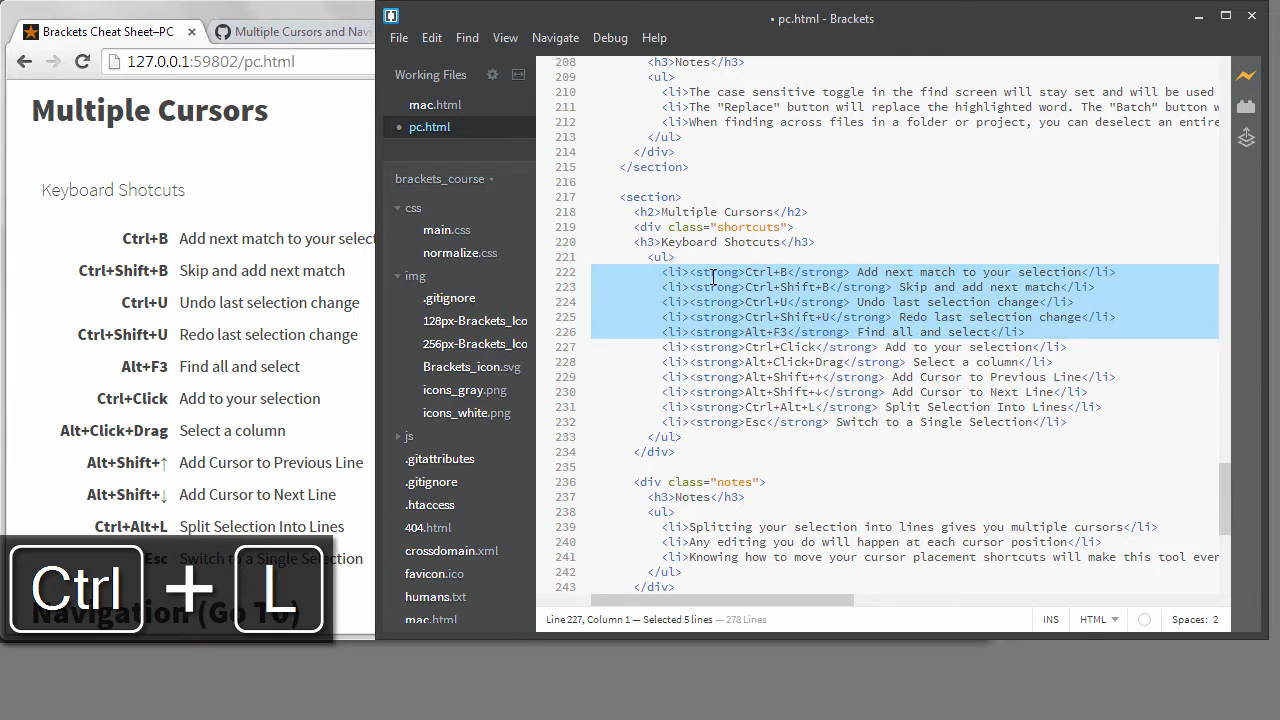 Brackets Cheat Sheet–PC
Multiple Cursors and Navi
127.0.0.1:59802/pc.html
Multiple Cursors
Keyboard Shotcuts
Ctrl+B Add next match to your select
Ctrl+Shift+B Skip and add next match
Ctrl+U Undo last selection change
Ctrl+Shift+U Redo last selection change
Alt+F3 Find all and select
Ctrl+Click Add to your selection
Alt+Click+Drag Select a column
Alt+Shift+↑ Add Cursor to Previous Line
Alt+Shift+↓ Add Cursor to Next Line
Ctrl+Alt+L Split Selection Into Lines
Esc Switch to a Single Selection
Navigation (Go To)
Ctrl + L
• pc.html - Brackets
File Edit Find View Navigate Debug Help
Working Files
mac.html
pc.html
brackets_course
css
main.css
normalize.css
img
.gitignore
128px-Brackets_Ico
256px-Brackets_Ico
Brackets_icon.svg
icons_gray.png
icons_white.png
js
.gitattributes
.gitignore
.htaccess
404.html
crossdomain.xml
favicon.ico
humans.txt
mac.html
208 <h3>Notes</h3>
209 <ul>
210 <li>The case sensitive toggle in the find screen will stay set and will be used
211 <li>The "Replace" button will replace the highlighted word. The "Batch" button w
212 <li>When finding across files in a folder or project, you can deselect an entire
213 </ul>
214 </div>
215 </section>
216
217 <section>
218 <h2>Multiple Cursors</h2>
219 <div class="shortcuts">
220 <h3>Keyboard Shotcuts</h3>
221 <ul>
222 <li><strong>Ctrl+B</strong> Add next match to your selection</li>
223 <li><strong>Ctrl+Shift+B</strong> Skip and add next match</li>
224 <li><strong>Ctrl+U</strong> Undo last selection change</li>
225 <li><strong>Ctrl+Shift+U</strong> Redo last selection change</li>
226 <li><strong>Alt+F3</strong> Find all and select</li>
227 <li><strong>Ctrl+Click</strong> Add to your selection</li>
228 <li><strong>Alt+Click+Drag</strong> Select a column</li>
229 <li><strong>Alt+Shift+↑</strong> Add Cursor to Previous Line</li>
230 <li><strong>Alt+Shift+↓</strong> Add Cursor to Next Line</li>
231 <li><strong>Ctrl+Alt+L</strong> Split Selection Into Lines</li>
232 <li><strong>Esc</strong> Switch to a Single Selection</li>
233 </ul>
234 </div>
235
236 <div class="notes">
237 <h3>Notes</h3>
238 <ul>
239 <li>Splitting your selection into lines gives you multiple cursors</li>
240 <li>Any editing you do will happen at each cursor position</li>
241 <li>Knowing how to move your cursor placement shortcuts will make this tool ever
242 </ul>
243 </div>
Line 227, Column 1 — Selected 5 lines — 278 Lines
INS HTML Spaces: 2